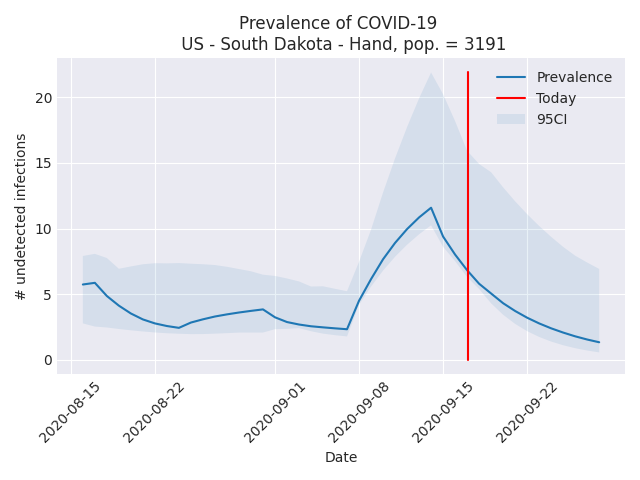 Prevalence of COVID-19
US - South Dakota - Hand, pop. = 3191
Prevalence
Today
95CI
# undetected infections
20
15
10
5
0
2020-08-15
2020-08-22
2020-09-01
2020-09-08
2020-09-15
2020-09-22
Date